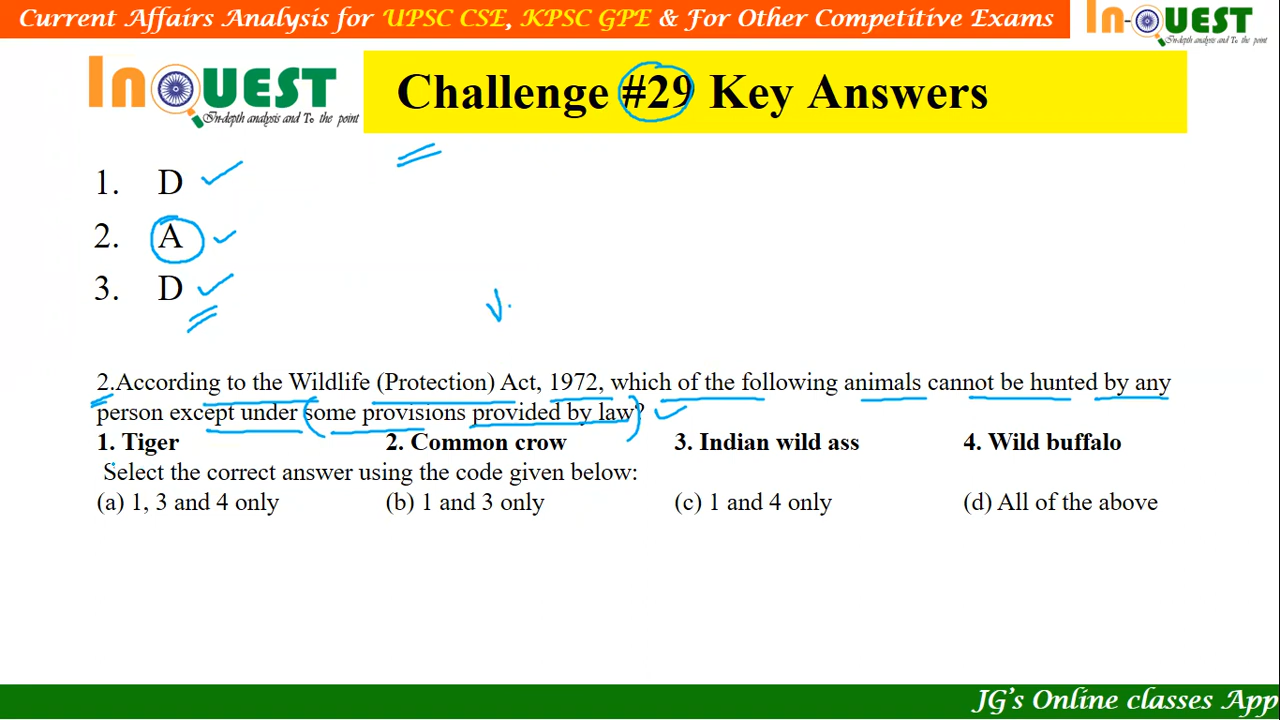 Current Affairs Analysis for UPSC CSE, KPSC GPE & For Other Competitive Exams
In-QUEST
In-depth analysis and To the point
InQUEST
In-depth analysis and To the point
Challenge #29 Key Answers
1. D
2. A
3. D
2.According to the Wildlife (Protection) Act, 1972, which of the following animals cannot be hunted by any
person except under some provisions provided by law?
1. Tiger 2. Common crow 3. Indian wild ass 4. Wild buffalo
Select the correct answer using the code given below:
(a) 1, 3 and 4 only (b) 1 and 3 only (c) 1 and 4 only (d) All of the above
JG's Online classes App